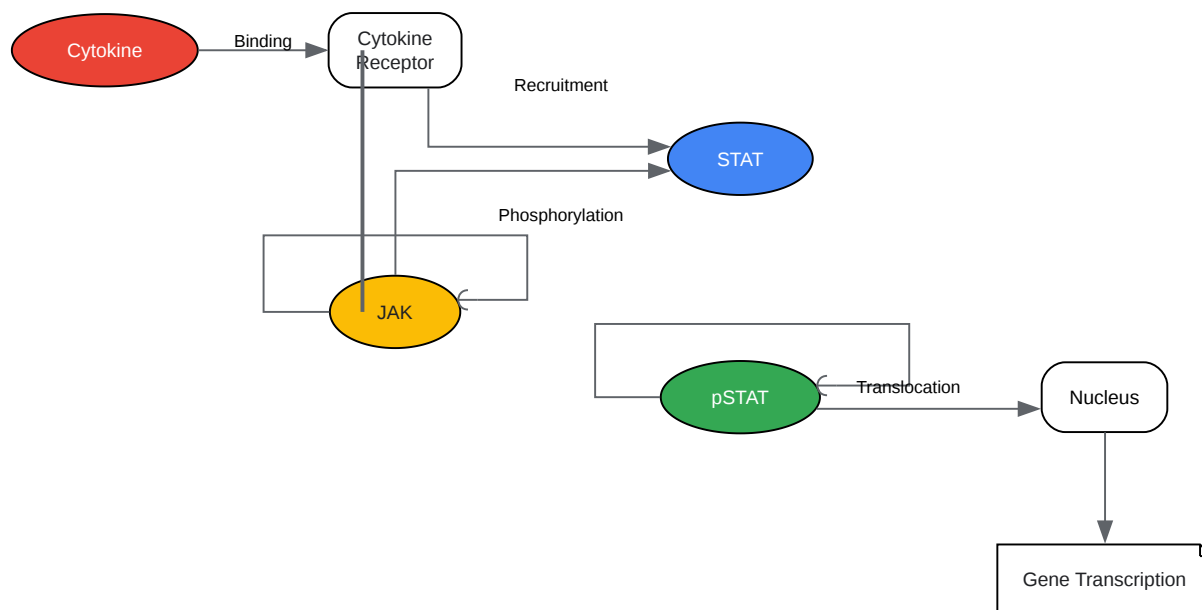 Cytokine
Binding
Cytokine
Receptor
Recruitment
STAT
Phosphorylation
JAK
pSTAT
Translocation
Nucleus
Gene Transcription